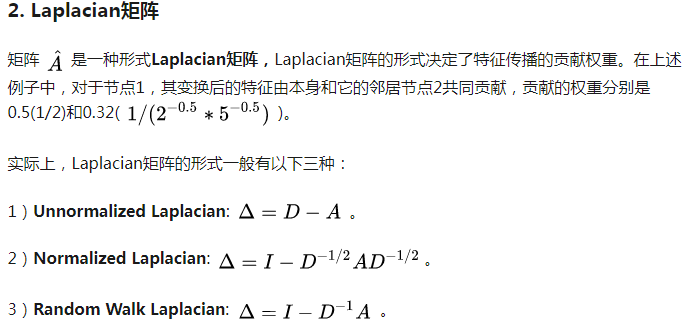 2. Laplacian矩阵
矩阵 Â 是一种形式Laplacian矩阵，Laplacian矩阵的形式决定了特征传播的贡献权重。在上述
例子中，对于节点1，其变换后的特征由本身和它的邻居节点2共同贡献，贡献的权重分别是
0.5(1/2)和0.32( $1/(2^{-0.5} * 5^{-0.5})$ )。
实际上，Laplacian矩阵的形式一般有以下三种：
1）Unnormalized Laplacian: $\Delta = D - A$ 。
2）Normalized Laplacian: $\Delta = I - D^{-1/2} A D^{-1/2}$ 。
3）Random Walk Laplacian: $\Delta = I - D^{-1} A$ 。